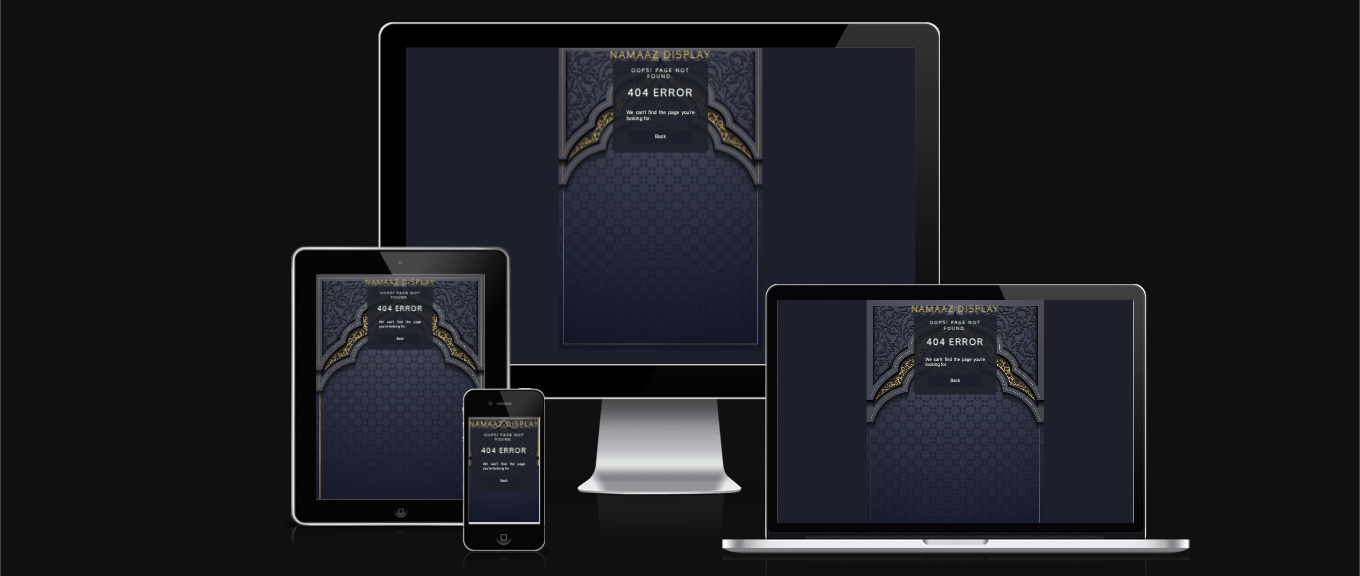 NAMAAZ DISPLAY
OOPS! PAGE NOT
FOUND.
404 ERROR
We can't find the page you're
looking for.
Back
NAMAAZ DISPLAY
OOPS! PAGE NOT
FOUND.
404 ERROR
We can't find the page
you're looking for.
Back
NAMAAZ DISPLAY
OOPS! PAGE NOT
FOUND.
404 ERROR
We can't find the page
you're looking for.
Back
NAMAAZ DISPLAY
OOPS! PAGE NOT
FOUND.
404 ERROR
We can't find the page you're
looking for.
Back